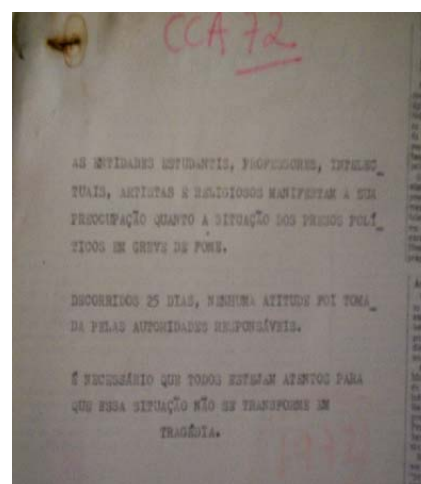 CCA 72
AS ENTIDADES ESTUDANTIS, PROFESSORES, INTELEC_
TUAIS, ARTISTAS E RELIGIOSOS MANIFESTAM A SUA
PREOCUPAÇÃO QUANTO A SITUAÇÃO DOS PRESOS POLÍ_
TICOS EM GREVE DE FOME.
DECORRIDOS 25 DIAS, NENHUMA ATITUDE FOI TOMA_
DA PELAS AUTORIDADES RESPONSÁVEIS.
É NECESSÁRIO QUE TODOS ESTEJAM ATENTOS PARA
QUE ESSA SITUAÇÃO NÃO SE TRANSFORME EM
TRAGÉDIA.